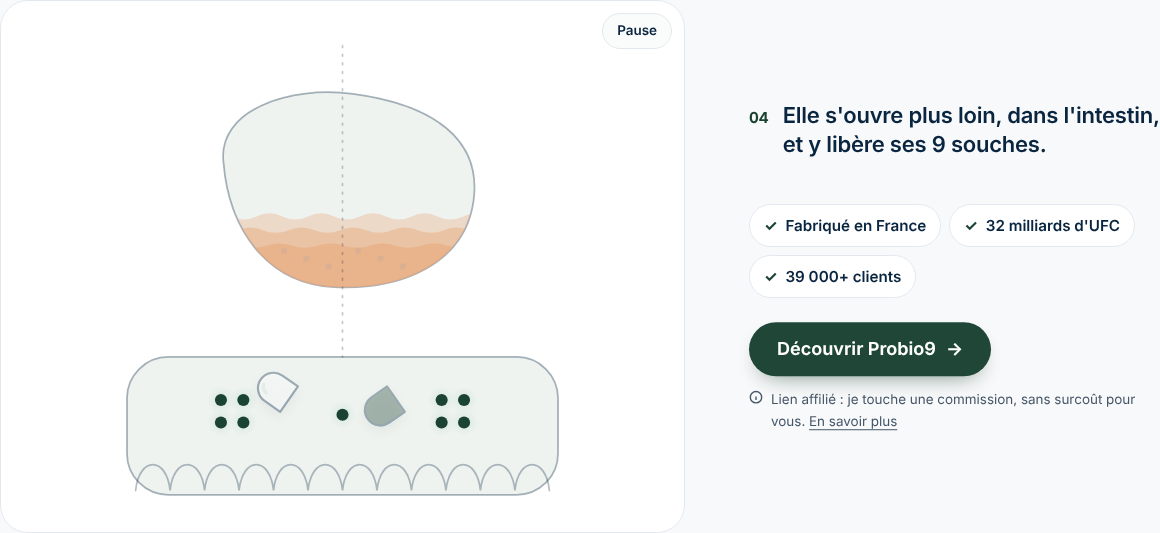 Pause
04 Elle s'ouvre plus loin, dans l'intestin,
et y libère ses 9 souches.
Fabriqué en France
32 milliards d'UFC
39 000+ clients
Découvrir Probio9 →
Lien affilié : je touche une commission, sans surcoût pour
vous. En savoir plus